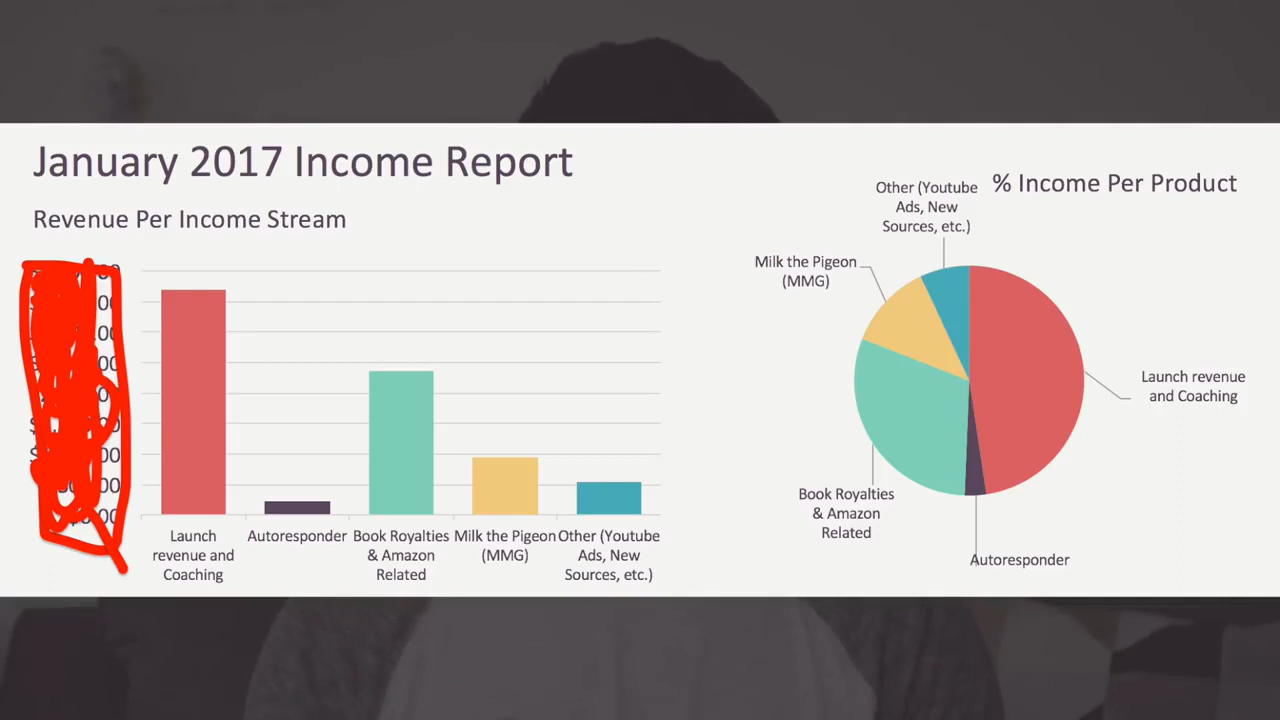 January 2017 Income Report
Revenue Per Income Stream
Launch
revenue and
Coaching
Autoresponder
Book Royalties
& Amazon
Related
Milk the Pigeon
(MMG)
Other (Youtube
Ads, New
Sources, etc.)
% Income Per Product
Other (Youtube
Ads, New
Sources, etc.)
Milk the Pigeon
(MMG)
Launch revenue
and Coaching
Book Royalties
& Amazon
Related
Autoresponder